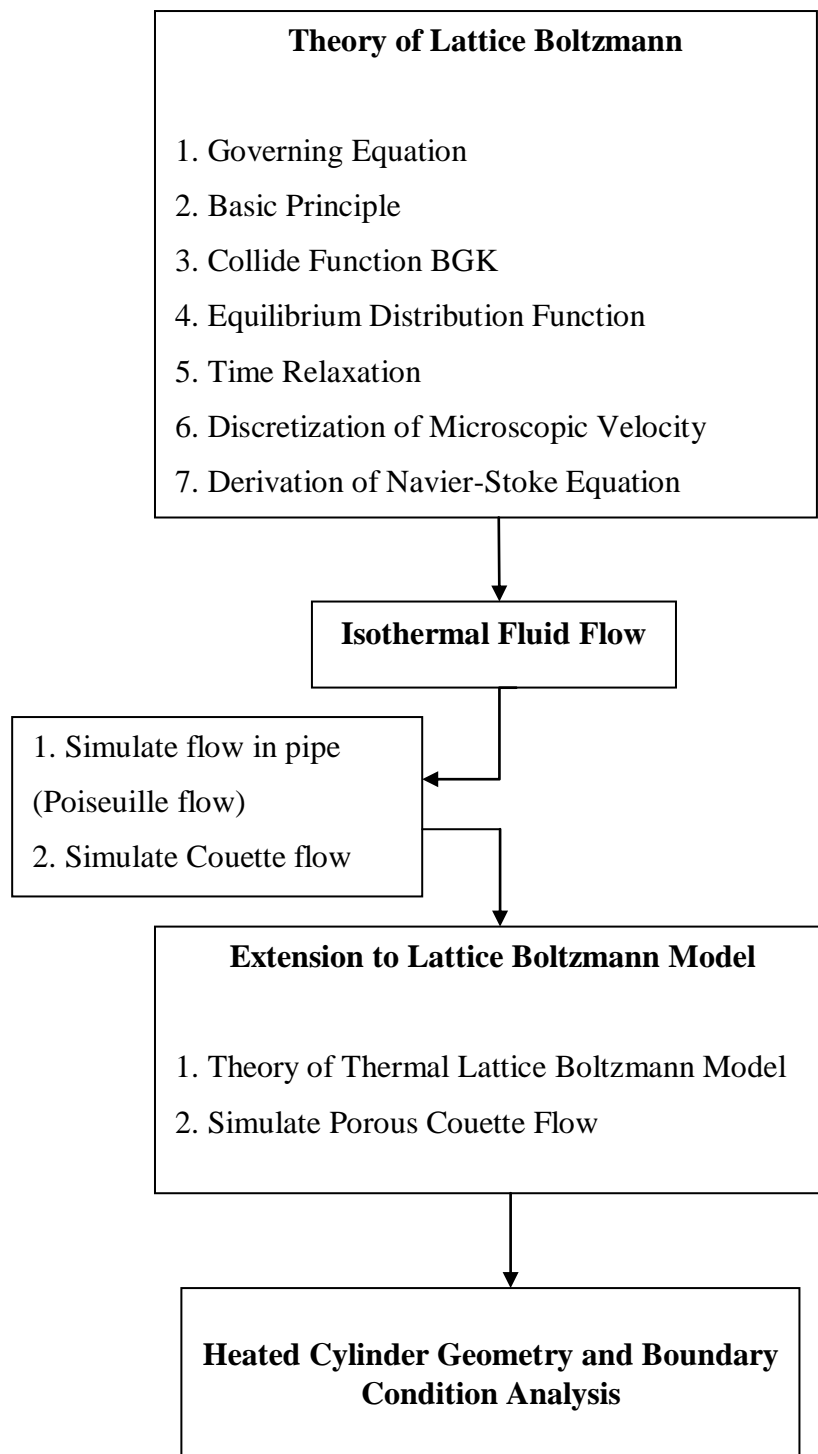 Theory of Lattice Boltzmann
1. Governing Equation
2. Basic Principle
3. Collide Function BGK
4. Equilibrium Distribution Function
5. Time Relaxation
6. Discretization of Microscopic Velocity
7. Derivation of Navier-Stoke Equation
Isothermal Fluid Flow
1. Simulate flow in pipe
(Poiseuille flow)
2. Simulate Couette flow
Extension to Lattice Boltzmann Model
1. Theory of Thermal Lattice Boltzmann Model
2. Simulate Porous Couette Flow
Heated Cylinder Geometry and Boundary
Condition Analysis